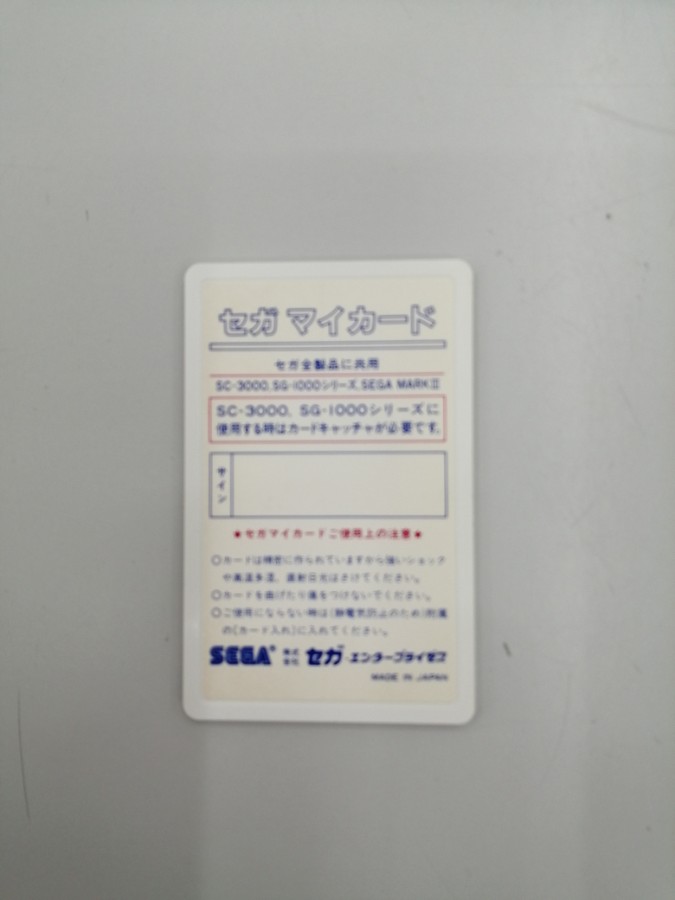 セガ マイカード
セガ全製品に共用
SC-3000, SG-1000シリーズ, SEGA MARKⅢ
SC-3000, SG-1000シリーズに
使用する時はカードキャッチャが必要です。
サイン
★セガマイカードご使用上の注意★
○カードは精密に作られていますから強いショック
や高温多湿、直射日光はさけてください。
○カードを曲げたり傷をつけないでください。
○ご使用にならない時は(静電気防止のため)附属
の(カード入れ)に入れてください。
SEGA® 株式会社 セガ・エンタープライゼス
MADE IN JAPAN